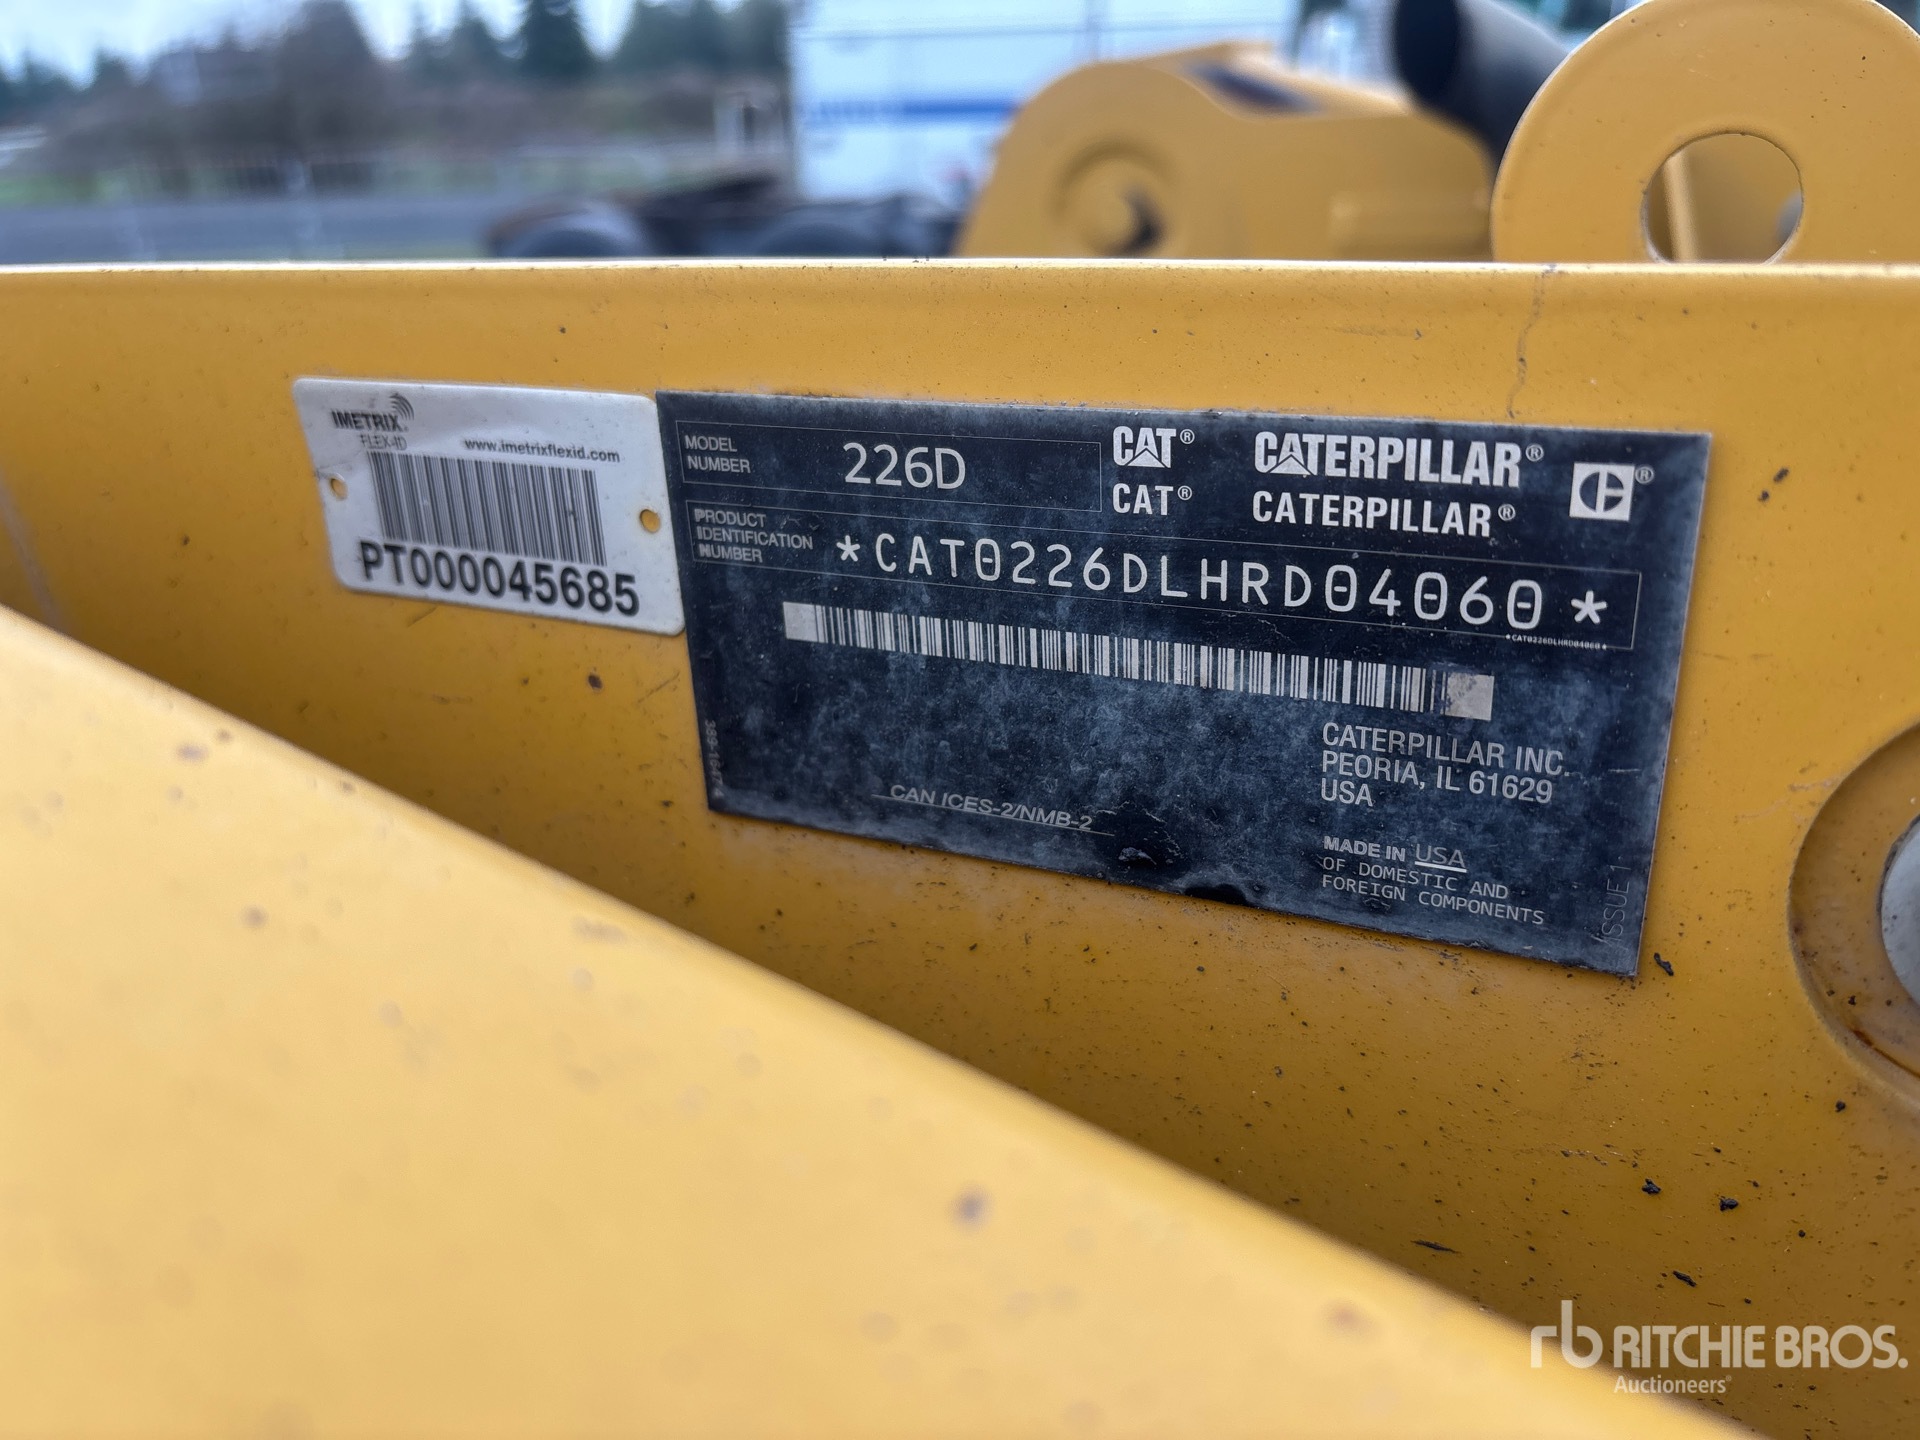 IMETRIX
FLEX-ID
www.imetrixflexid.com
PT000045685
MODEL NUMBER
226D
CAT® CATERPILLAR®
CAT® CATERPILLAR®
PRODUCT
IDENTIFICATION
NUMBER
*CAT0226DLHRD04060*
*CAT0226DLHRD04060*
CATERPILLAR INC.
PEORIA, IL 61629
USA
CAN ICES-2/NMB-2
MADE IN USA
OF DOMESTIC AND
FOREIGN COMPONENTS
ISSUE 1
rb RITCHIE BROS.
Auctioneers®